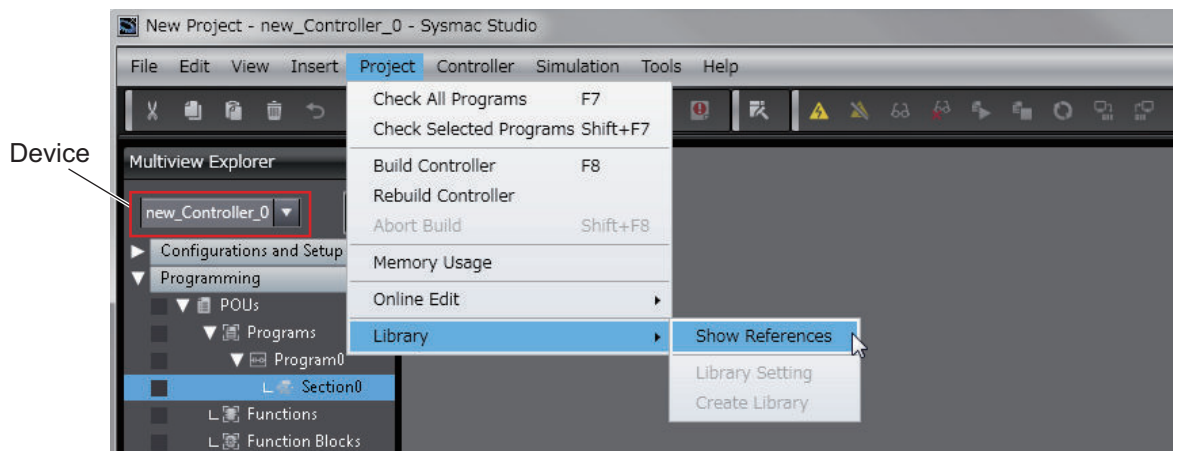 New Project - new_Controller_0 - Sysmac Studio
File Edit View Insert Project Controller Simulation Tools Help
Check All Programs F7
Check Selected Programs Shift+F7
Device
Multiview Explorer
Build Controller F8
new_Controller_0
Rebuild Controller
Abort Build Shift+F8
Configurations and Setup
Memory Usage
Programming
Online Edit
POUs
Programs
Library
Show References
Program0
Library Setting
Section0
Create Library
Functions
Function Blocks